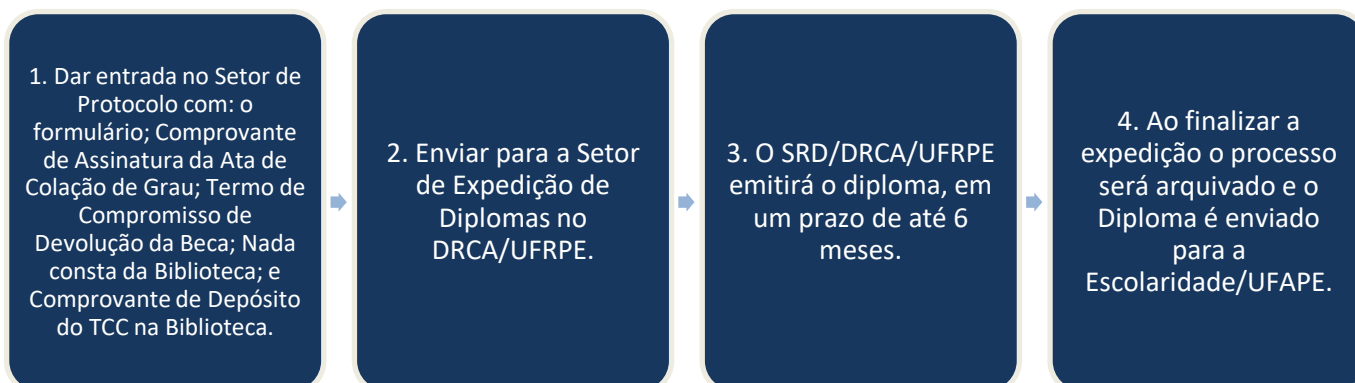 1. Dar entrada no Setor de
Protocolo com: o
formulário; Comprovante
de Assinatura da Ata de
Colação de Grau; Termo de
Compromisso de
Devolução da Beca; Nada
consta da Biblioteca; e
Comprovante de Depósito
do TCC na Biblioteca.
2. Enviar para a Setor
de Expedição de
Diplomas no
DRCA/UFRPE.
3. O SRD/DRCA/UFRPE
emitirá o diploma, em
um prazo de até 6
meses.
4. Ao finalizar a
expedição o processo
será arquivado e o
Diploma é enviado
para a
Escolaridade/UFAPE.